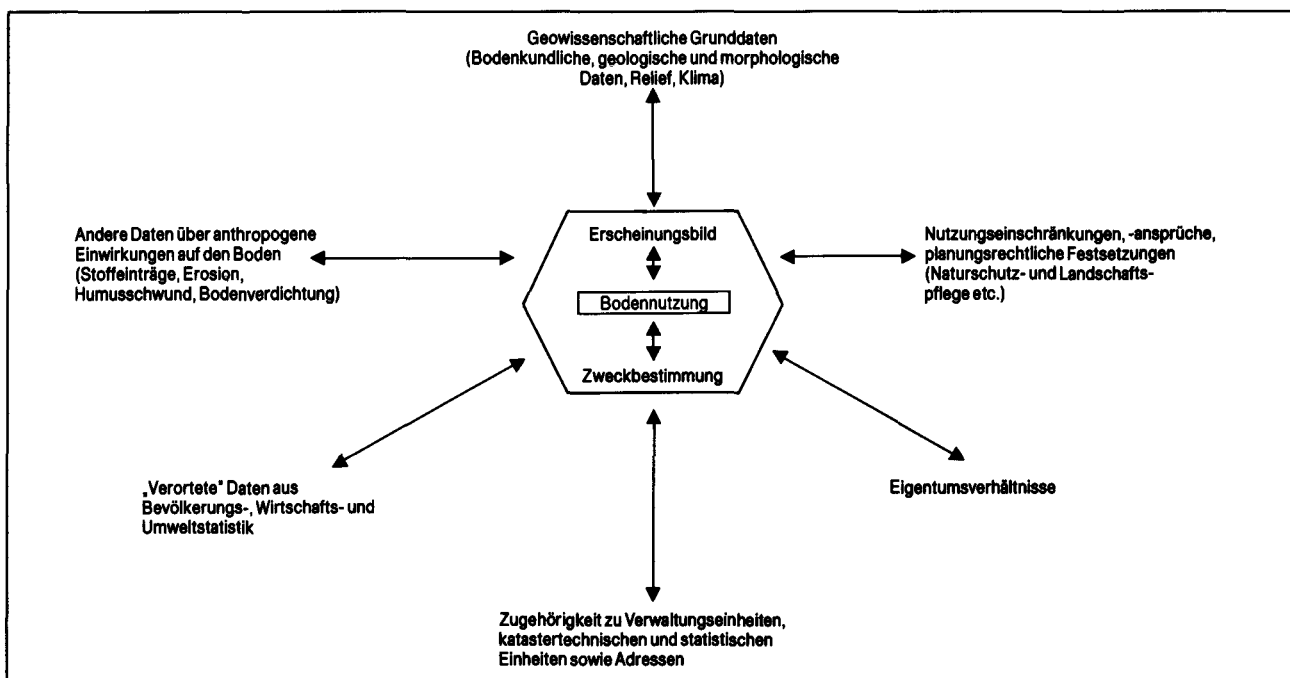 Geowissenschaftliche Grunddaten
(Bodenkundliche, geologische und morphologische
Daten, Relief, Klima)
Andere Daten über anthropogene
Einwirkungen auf den Boden
(Stoffeinträge, Erosion,
Humusschwund, Bodenverdichtung)
Erscheinungsbild
Bodennutzung
Zweckbestimmung
Nutzungseinschränkungen, -ansprüche,
planungsrechtliche Festsetzungen
(Naturschutz- und Landschafts-
pflege etc.)
„Verortete" Daten aus
Bevölkerungs-, Wirtschafts- und
Umweltstatistik
Eigentumsverhältnisse
Zugehörigkeit zu Verwaltungseinheiten,
katastertechnischen und statistischen
Einheiten sowie Adressen